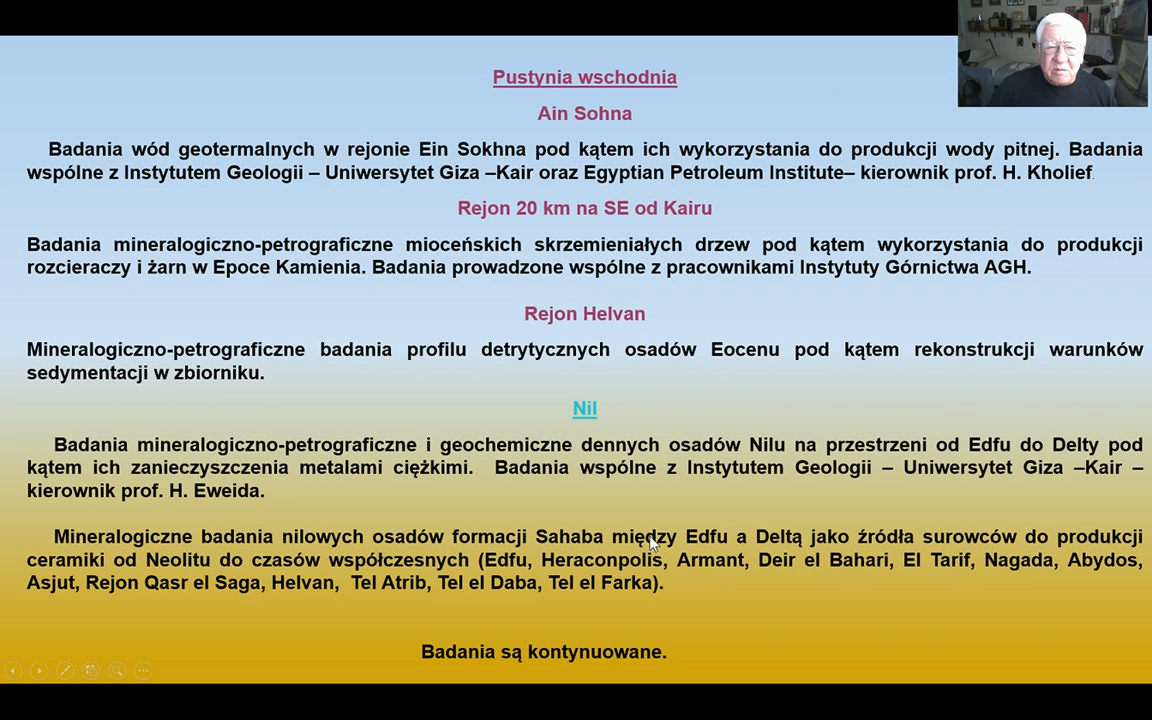 Pustynia wschodnia
Ain Sohna
Badania wód geotermalnych w rejonie Ein Sokhna pod kątem ich wykorzystania do produkcji wody pitnej. Badania
wspólne z Instytutem Geologii – Uniwersytet Giza –Kair oraz Egyptian Petroleum Institute– kierownik prof. H. Kholief.
Rejon 20 km na SE od Kairu
Badania mineralogiczno-petrograficzne mioceńskich skrzemieniałych drzew pod kątem wykorzystania do produkcji
rozcieraczy i żarn w Epoce Kamienia. Badania prowadzone wspólne z pracownikami Instytuty Górnictwa AGH.
Rejon Helvan
Mineralogiczno-petrograficzne badania profilu detrytycznych osadów Eocenu pod kątem rekonstrukcji warunków
sedymentacji w zbiorniku.
Nil
Badania mineralogiczno-petrograficzne i geochemiczne dennych osadów Nilu na przestrzeni od Edfu do Delty pod
kątem ich zanieczyszczenia metalami ciężkimi. Badania wspólne z Instytutem Geologii – Uniwersytet Giza –Kair –
kierownik prof. H. Eweida.
Mineralogiczne badania nilowych osadów formacji Sahaba między Edfu a Deltą jako źródła surowców do produkcji
ceramiki od Neolitu do czasów współczesnych (Edfu, Heraconpolis, Armant, Deir el Bahari, El Tarif, Nagada, Abydos,
Asjut, Rejon Qasr el Saga, Helvan, Tel Atrib, Tel el Daba, Tel el Farka).
Badania są kontynuowane.